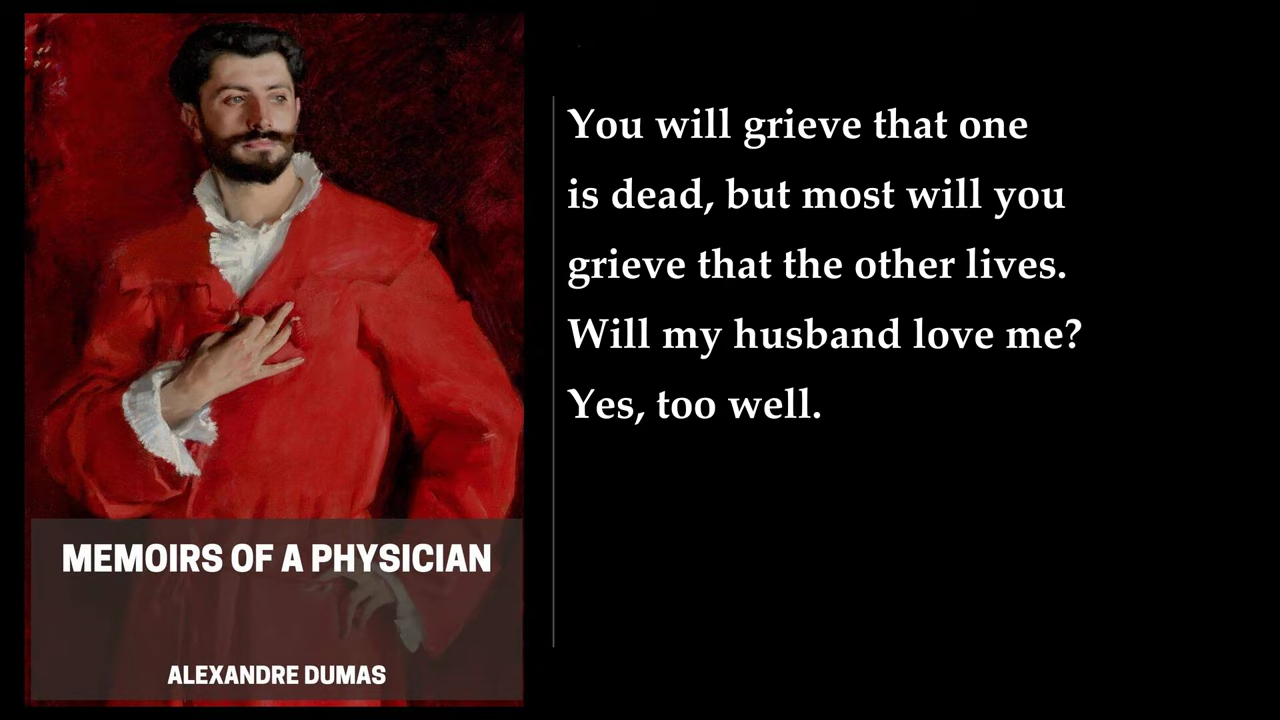 MEMOIRS OF A PHYSICIAN
ALEXANDRE DUMAS
You will grieve that one
is dead, but most will you
grieve that the other lives.
Will my husband love me?
Yes, too well.